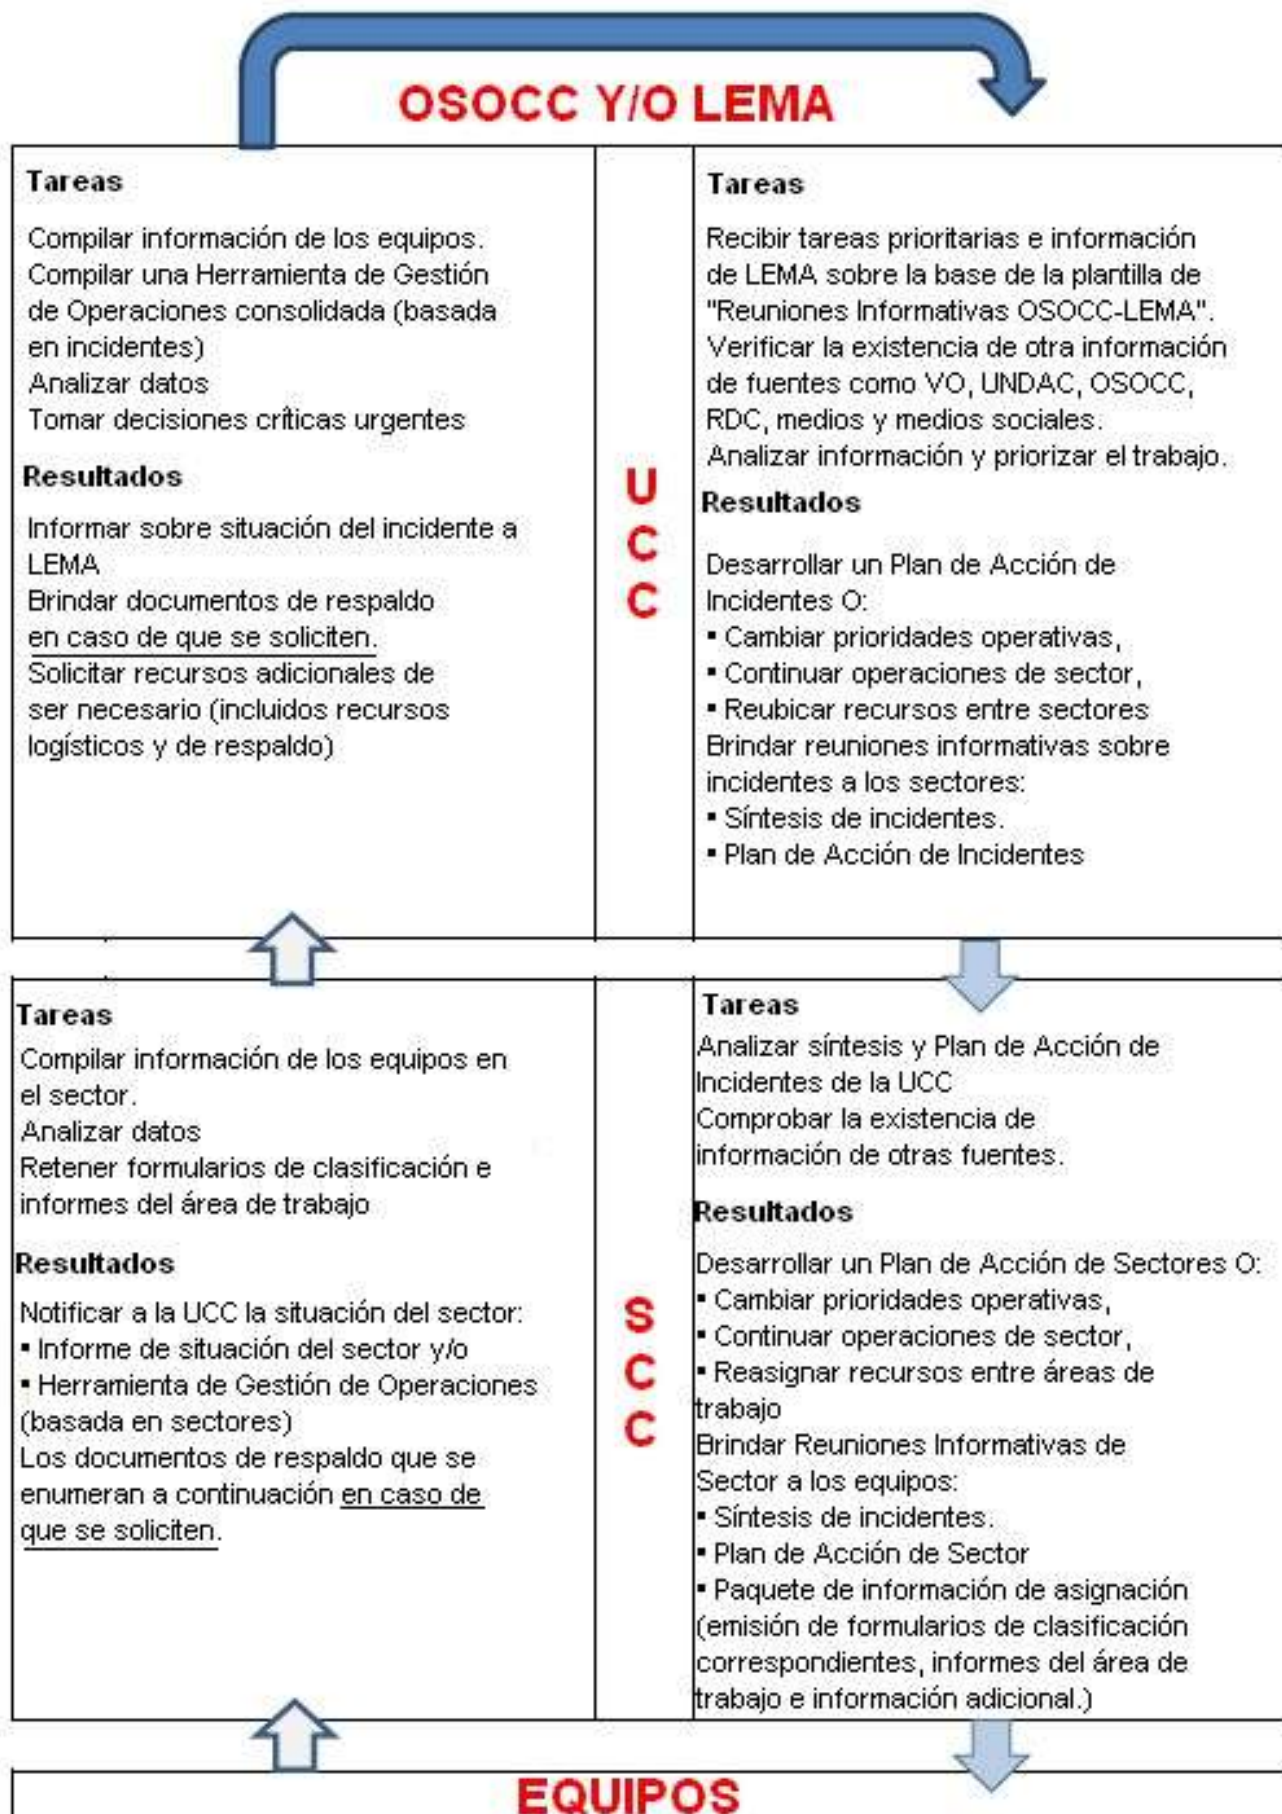 OSOCC Y/O LEMA
Tareas
Compilar información de los equipos.
Compilar una Herramienta de Gestión
de Operaciones consolidada (basada
en incidentes)
Analizar datos
Tomar decisiones críticas urgentes
Resultados
Informar sobre situación del incidente a
LEMA
Brindar documentos de respaldo
en caso de que se soliciten.
Solicitar recursos adicionales de
ser necesario (incluidos recursos
logísticos y de respaldo)
U
C
C
Tareas
Recibir tareas prioritarias e información
de LEMA sobre la base de la plantilla de
"Reuniones Informativas OSOCC-LEMA".
Verificar la existencia de otra información
de fuentes como VO, UNDAC, OSOCC,
RDC, medios y medios sociales.
Analizar información y priorizar el trabajo.
Resultados
Desarrollar un Plan de Acción de
Incidentes O:
▪ Cambiar prioridades operativas,
▪ Continuar operaciones de sector,
▪ Reubicar recursos entre sectores
Brindar reuniones informativas sobre
incidentes a los sectores:
▪ Síntesis de incidentes.
▪ Plan de Acción de Incidentes
Tareas
Compilar información de los equipos en
el sector.
Analizar datos
Retener formularios de clasificación e
informes del área de trabajo
Resultados
Notificar a la UCC la situación del sector:
▪ Informe de situación del sector y/o
▪ Herramienta de Gestión de Operaciones
(basada en sectores)
Los documentos de respaldo que se
enumeran a continuación en caso de
que se soliciten.
S
C
C
Tareas
Analizar síntesis y Plan de Acción de
Incidentes de la UCC
Comprobar la existencia de
información de otras fuentes.
Resultados
Desarrollar un Plan de Acción de Sectores O:
▪ Cambiar prioridades operativas,
▪ Continuar operaciones de sector,
▪ Reasignar recursos entre áreas de
trabajo
Brindar Reuniones Informativas de
Sector a los equipos:
▪ Síntesis de incidentes.
▪ Plan de Acción de Sector
▪ Paquete de información de asignación
(emisión de formularios de clasificación
correspondientes, informes del área de
trabajo e información adicional.)
EQUIPOS